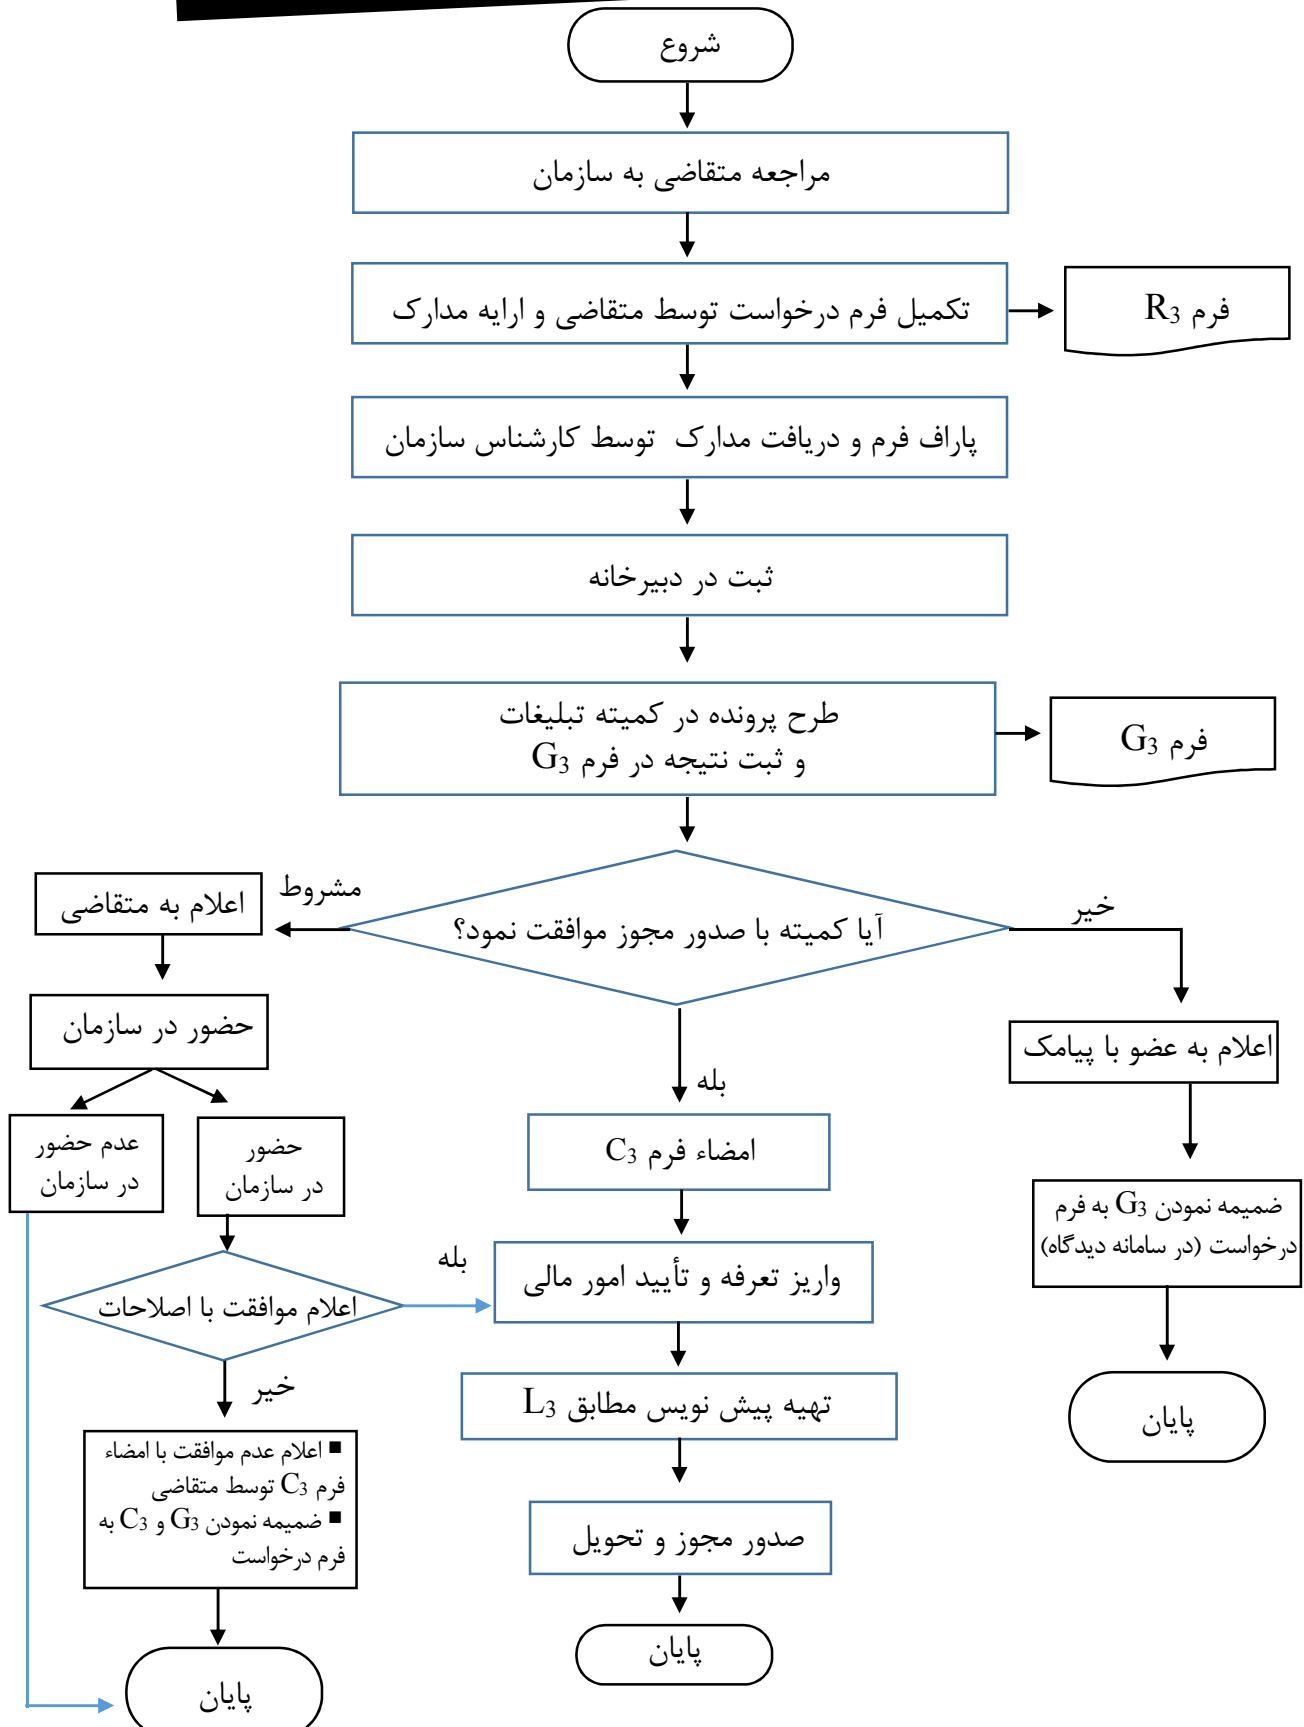 شروع
مراجعه متقاضی به سازمان
تکمیل فرم درخواست توسط متقاضی و ارایه مدارک
فرم R3
پاراف فرم و دریافت مدارک توسط کارشناس سازمان
ثبت در دبیرخانه
طرح پرونده در کمیته تبلیغات
و ثبت نتیجه در فرم G3
فرم G3
آیا کمیته با صدور مجوز موافقت نمود؟
خیر
اعلام به عضو با پیامک
ضمیمه نمودن G3 به فرم
درخواست (در سامانه دیدگاه)
پایان
بله
امضاء فرم C3
واریز تعرفه و تأیید امور مالی
تهیه پیش نویس مطابق L3
صدور مجوز و تحویل
پایان
مشروط
اعلام به متقاضی
حضور در سازمان
حضور
در سازمان
عدم حضور
در سازمان
اعلام موافقت با اصلاحات
بله
خیر
▪ اعلام عدم موافقت با امضاء
فرم C3 توسط متقاضی
▪ ضمیمه نمودن G3 و C3 به
فرم درخواست
پایان